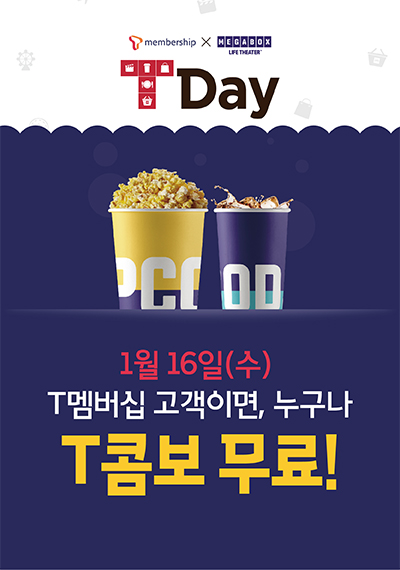 T membership × MEGABOX
LIFE THEATER
T Day
PCO
OD
1월 16일(수)
T멤버십 고객이면, 누구나
T콤보 무료!